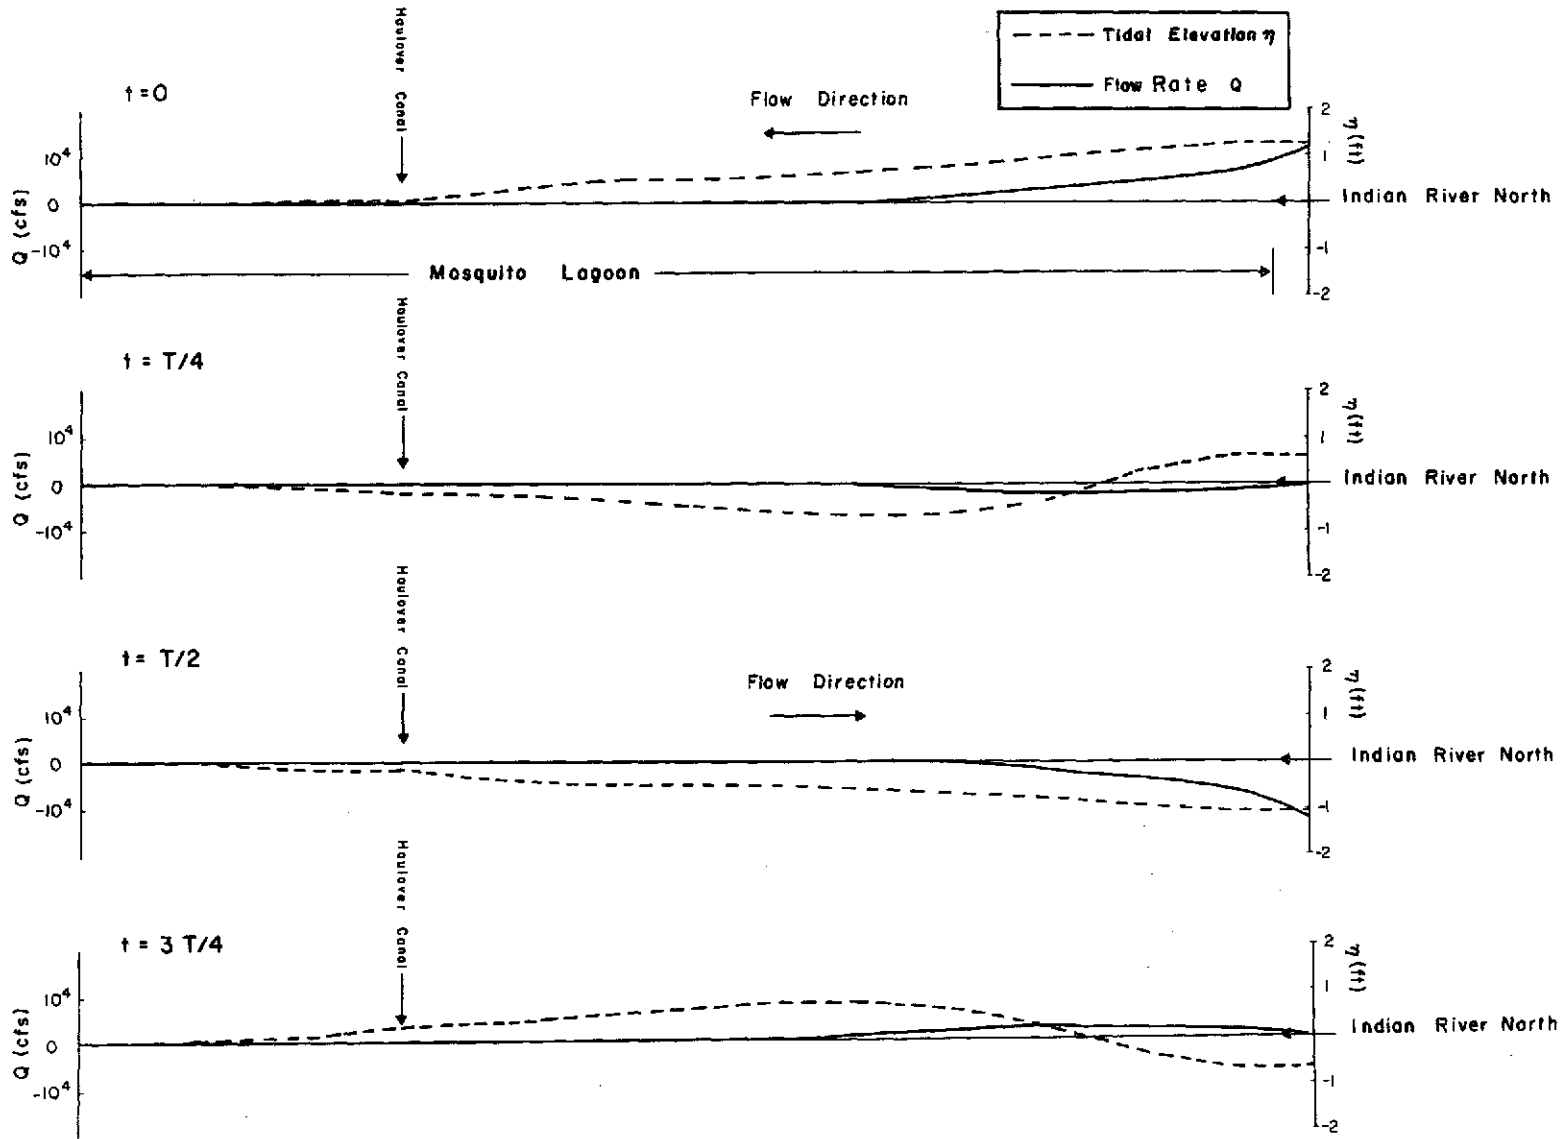 Tidal Elevation η
Flow Rate Q
t=0
Haulover Canal
Flow Direction
Q (cfs)
10⁴
0
-10⁴
2
1
-1
-2
η (ft)
Indian River North
Mosquito Lagoon
t = T/4
Haulover Canal
Q (cfs)
10⁴
0
-10⁴
2
1
-1
-2
η (ft)
Indian River North
t = T/2
Haulover Canal
Flow Direction
Q (cfs)
10⁴
0
-10⁴
2
1
-1
-2
η (ft)
Indian River North
t = 3 T/4
Haulover Canal
Q (cfs)
10⁴
0
-10⁴
2
1
-1
-2
η (ft)
Indian River North